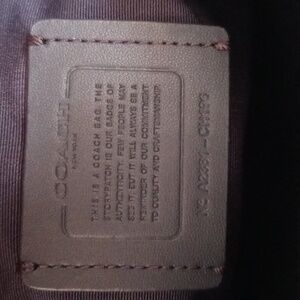 COACH
NEW YORK
THIS IS A COACH BAG. THE
STORYPATCH IS OUR BADGE OF
AUTHENTICITY. FEW PEOPLE MAY
SEE IT, BUT IT WILL ALWAYS BE A
REMINDER OF OUR COMMITMENT
TO QUALITY AND CRAFTSMANSHIP.